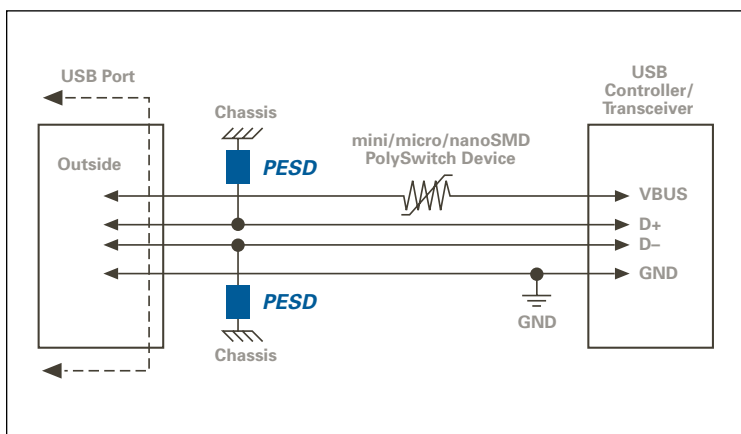 USB Port
USB
Controller/
Transceiver
Chassis
mini/micro/nanoSMD
PolySwitch Device
Outside
PESD
VBUS
D+
D–
GND
PESD
GND
Chassis